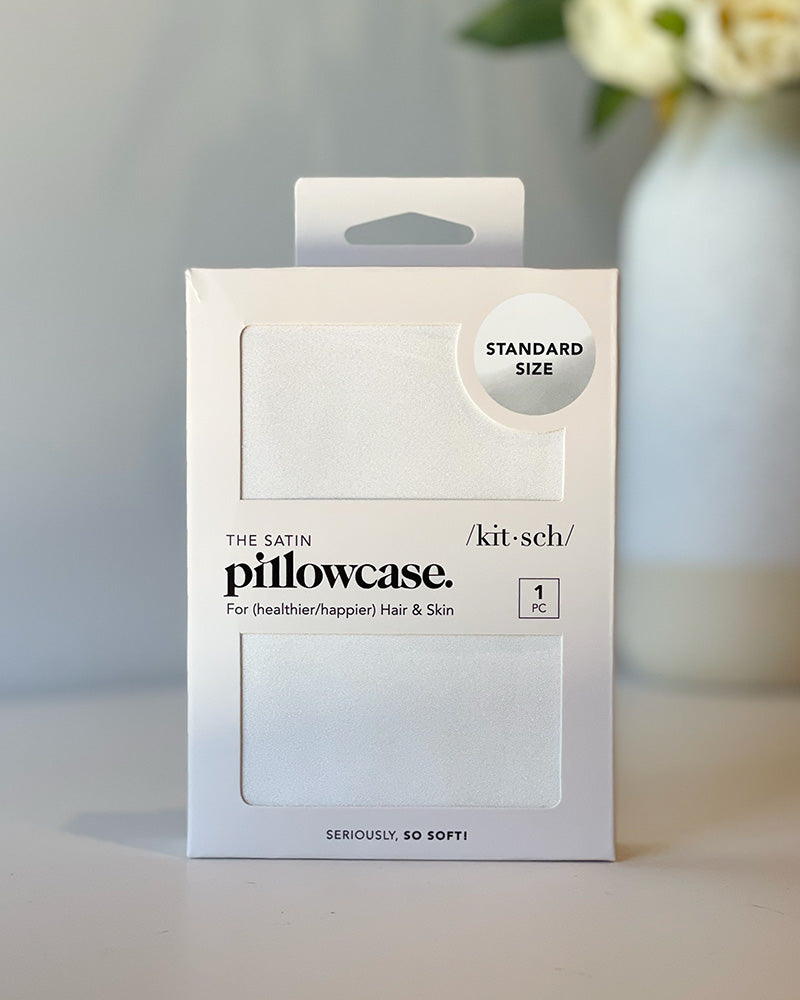 STANDARD
SIZE
THE SATIN
/kit·sch/
pillowcase.
For (healthier/happier) Hair & Skin
1
PC
SERIOUSLY, SO SOFT!